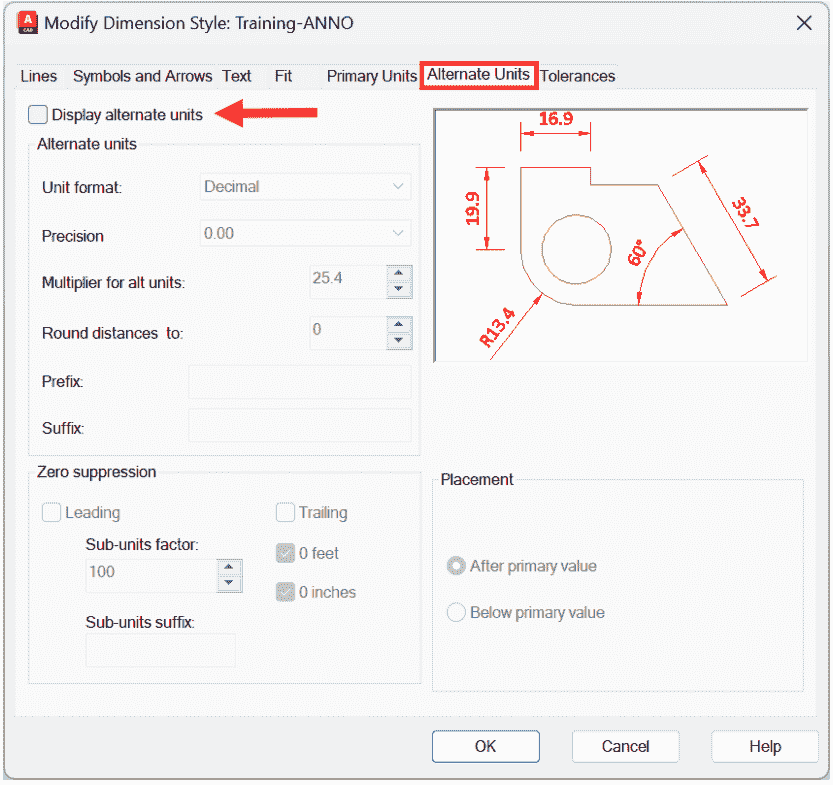 A
CAD
Modify Dimension Style: Training-ANNO
Lines Symbols and Arrows Text Fit Primary Units Alternate Units Tolerances
Display alternate units
Alternate units
Unit format: Decimal
Precision 0.00
Multiplier for alt units: 25.4
Round distances to: 0
Prefix:
Suffix:
16.9
19.9
33.7
60°
R13.4
Zero suppression
Leading
Trailing
Sub-units factor:
100
0 feet
0 inches
Sub-units suffix:
Placement
After primary value
Below primary value
OK Cancel Help